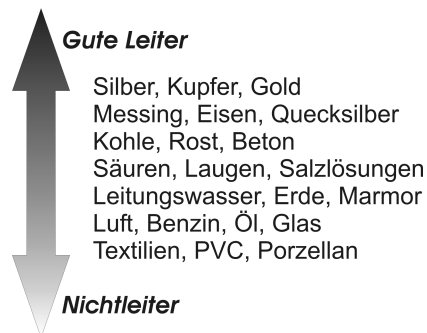 Gute Leiter
Silber, Kupfer, Gold
Messing, Eisen, Quecksilber
Kohle, Rost, Beton
Säuren, Laugen, Salzlösungen
Leitungswasser, Erde, Marmor
Luft, Benzin, Öl, Glas
Textilien, PVC, Porzellan
Nichtleiter